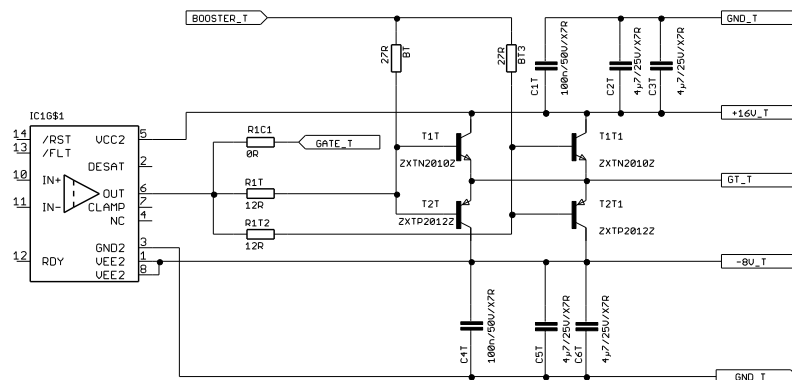 BOOSTER_T
GND_T
27R
BT
27R
BT3
C1T
100n/50V/X7R
C2T
4µ7/25V/X7R
C3T
4µ7/25V/X7R
IC1G$1
+16V_T
14 /RST
13 /FLT
VCC2 5
DESAT 2
10 IN+
OUT 6
11 IN-
CLAMP 7
NC 4
GND2 3
12 RDY
VEE2 1
VEE2 8
R1C1
0R
GATE_T
R1T
12R
R1T2
12R
T1T
ZXTN2010Z
T1T1
ZXTN2010Z
GT_T
T2T
ZXTP2012Z
T2T1
ZXTP2012Z
-8V_T
C4T
100n/50V/X7R
C5T
4µ7/25V/X7R
C6T
4µ7/25V/X7R
GND_T